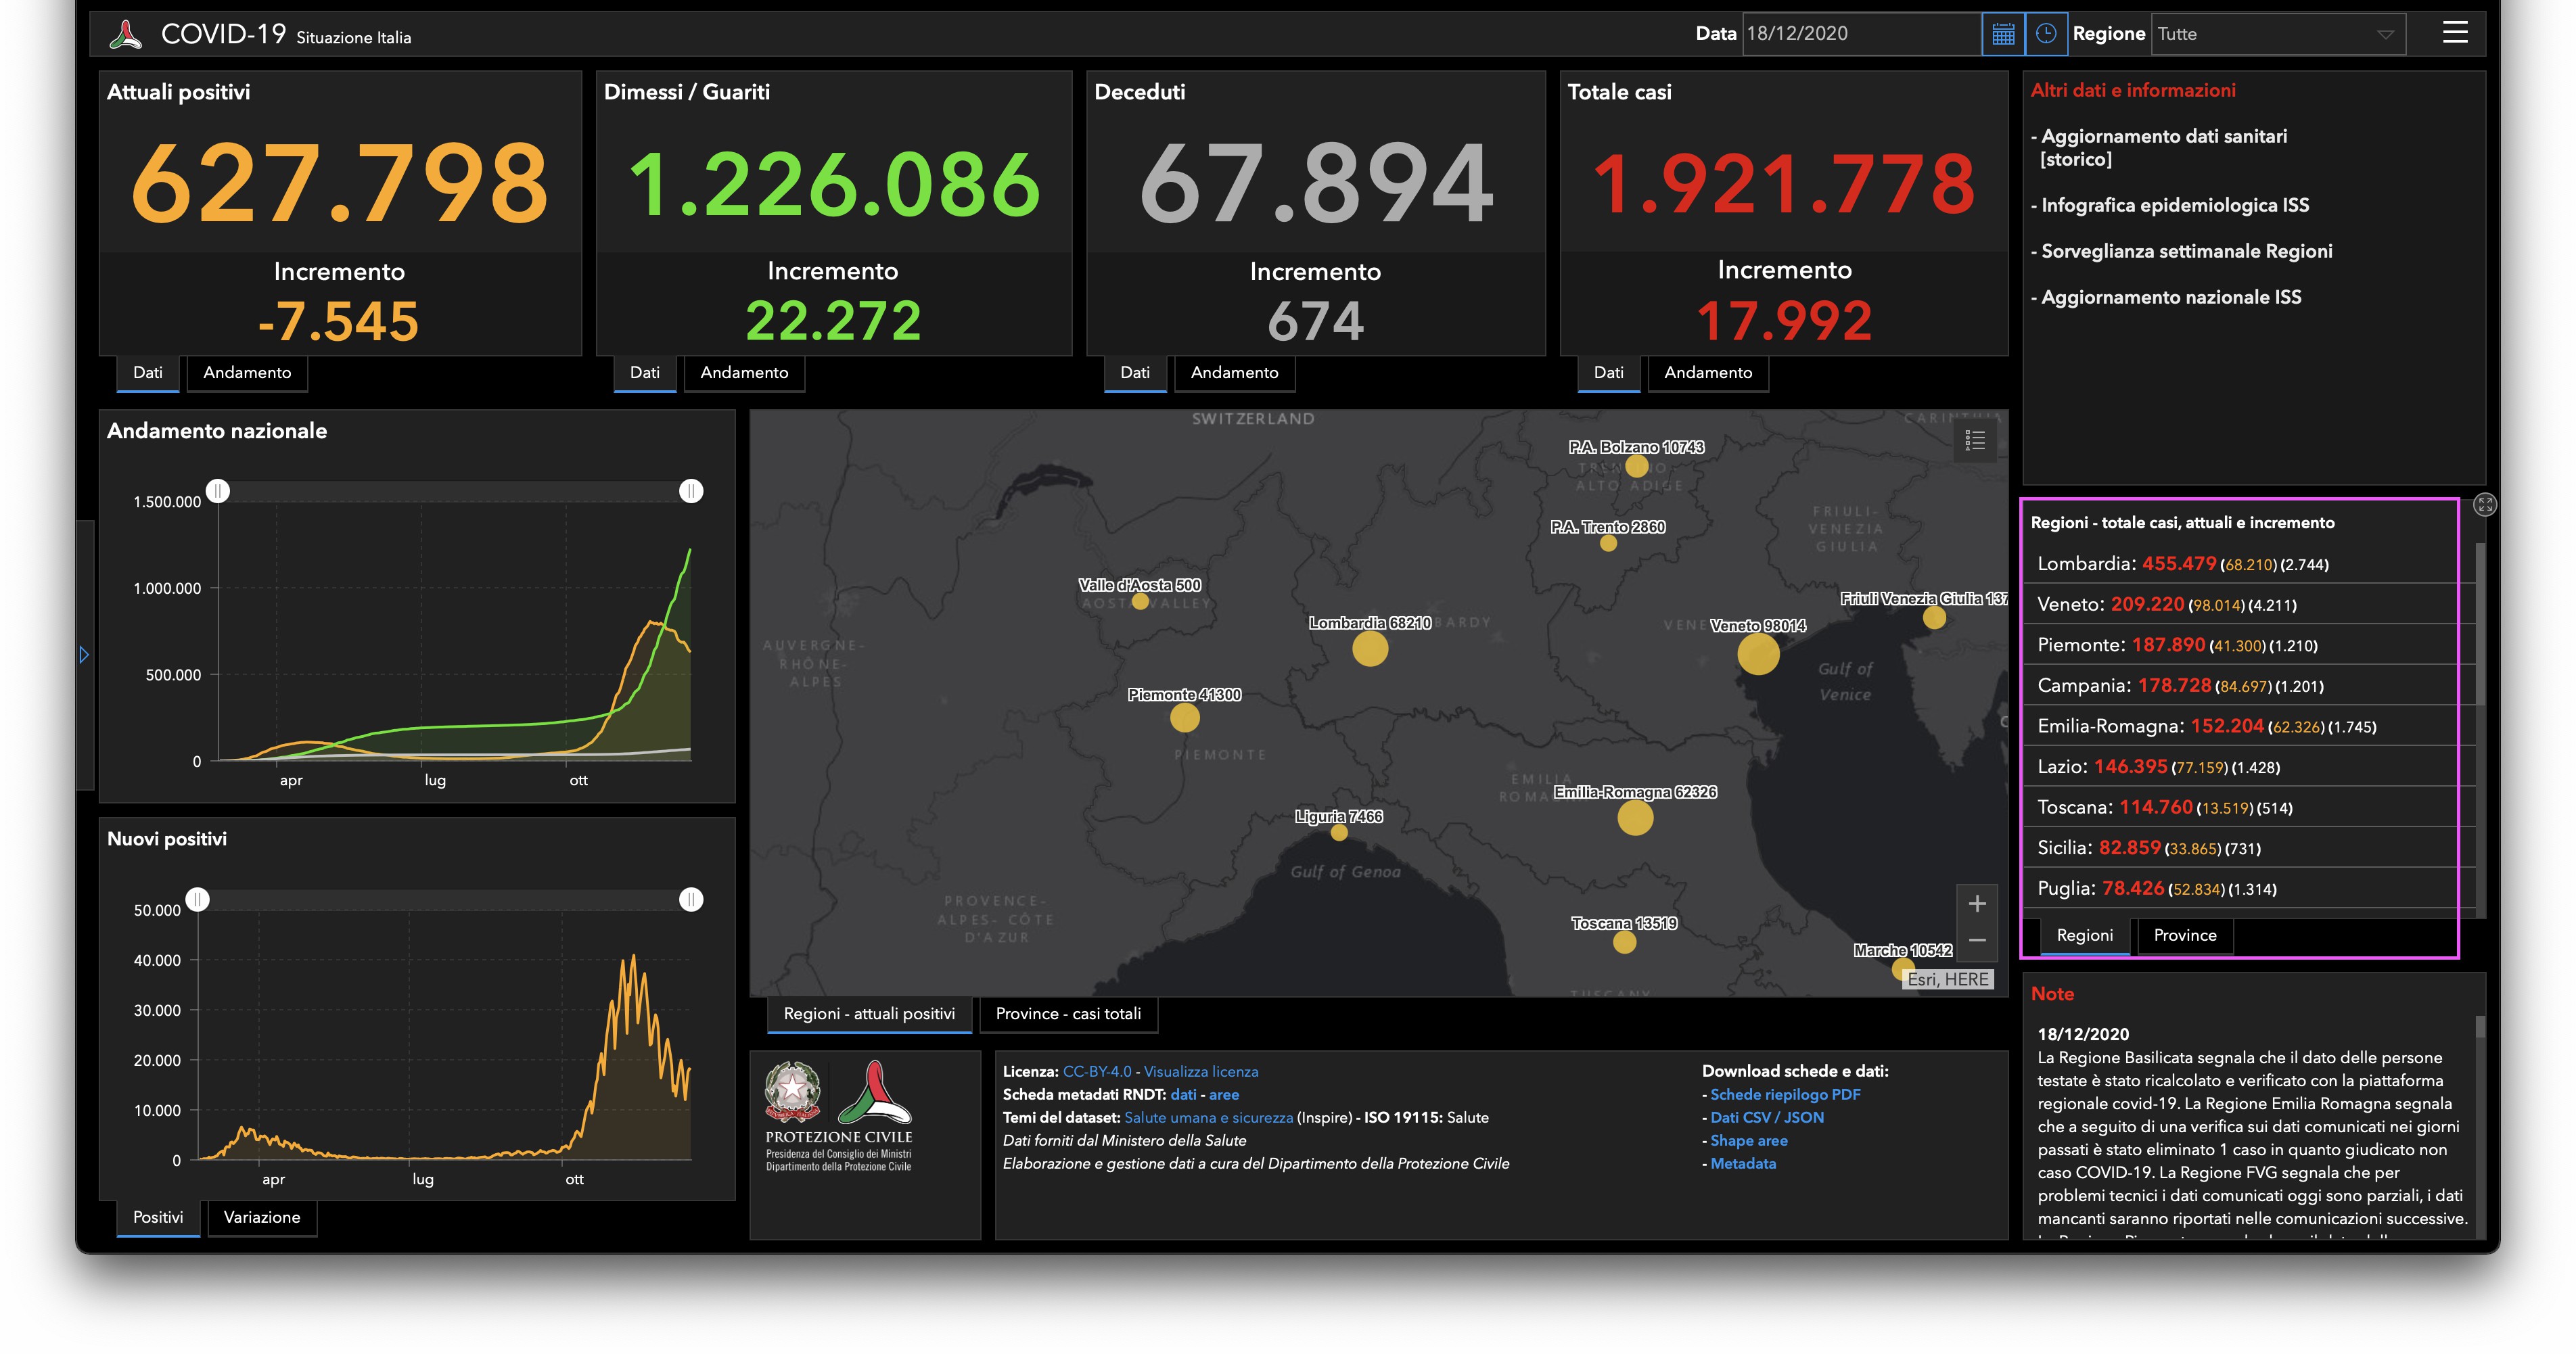 COVID-19 Situazione Italia
Data 18/12/2020
Regione Tutte
Attuali positivi
627.798
Incremento
-7.545
Dati Andamento
Dimessi / Guariti
1.226.086
Incremento
22.272
Dati Andamento
Deceduti
67.894
Incremento
674
Dati Andamento
Totale casi
1.921.778
Incremento
17.992
Dati Andamento
Altri dati e informazioni
- Aggiornamento dati sanitari
[storico]
- Infografica epidemiologica ISS
- Sorveglianza settimanale Regioni
- Aggiornamento nazionale ISS
Andamento nazionale
1.500.000
1.000.000
500.000
0
apr lug ott
Nuovi positivi
50.000
40.000
30.000
20.000
10.000
0
apr lug ott
Positivi Variazione
SWITZERLAND
CARINTHIA
P.A. Bolzano 10743
TRENTINO
ALTO ADIGE
P.A. Trento 2860
FRIULI-
VENEZIA
GIULIA
Valle d'Aosta 500
AOSTA VALLEY
Friuli Venezia Giulia 137
Lombardia 68210
BARDY
VENE
Veneto 98014
AUVERGNE-
RHÔNE-
ALPES
Gulf of
Venice
Piemonte 41300
PIEMONTE
EMILIA
ROMA
Emilia-Romagna 62326
Liguria 7466
Gulf of Genoa
PROVENCE-
ALPES- CÔTE
D'AZUR
Toscana 13519
Marche 10542
TUSCANY
+
−
Esri, HERE
Regioni - attuali positivi Province - casi totali
Regioni - totale casi, attuali e incremento
Lombardia: 455.479 (68.210) (2.744)
Veneto: 209.220 (98.014) (4.211)
Piemonte: 187.890 (41.300) (1.210)
Campania: 178.728 (84.697) (1.201)
Emilia-Romagna: 152.204 (62.326) (1.745)
Lazio: 146.395 (77.159) (1.428)
Toscana: 114.760 (13.519) (514)
Sicilia: 82.859 (33.865) (731)
Puglia: 78.426 (52.834) (1.314)
Regioni Province
PROTEZIONE CIVILE
Presidenza del Consiglio dei Ministri
Dipartimento della Protezione Civile
Licenza: CC-BY-4.0 - Visualizza licenza
Scheda metadati RNDT: dati - aree
Temi del dataset: Salute umana e sicurezza (Inspire) - ISO 19115: Salute
Dati forniti dal Ministero della Salute
Elaborazione e gestione dati a cura del Dipartimento della Protezione Civile
Download schede e dati:
- Schede riepilogo PDF
- Dati CSV / JSON
- Shape aree
- Metadata
Note
18/12/2020
La Regione Basilicata segnala che il dato delle persone
testate è stato ricalcolato e verificato con la piattaforma
regionale covid-19. La Regione Emilia Romagna segnala
che a seguito di una verifica sui dati comunicati nei giorni
passati è stato eliminato 1 caso in quanto giudicato non
caso COVID-19. La Regione FVG segnala che per
problemi tecnici i dati comunicati oggi sono parziali, i dati
mancanti saranno riportati nelle comunicazioni successive.